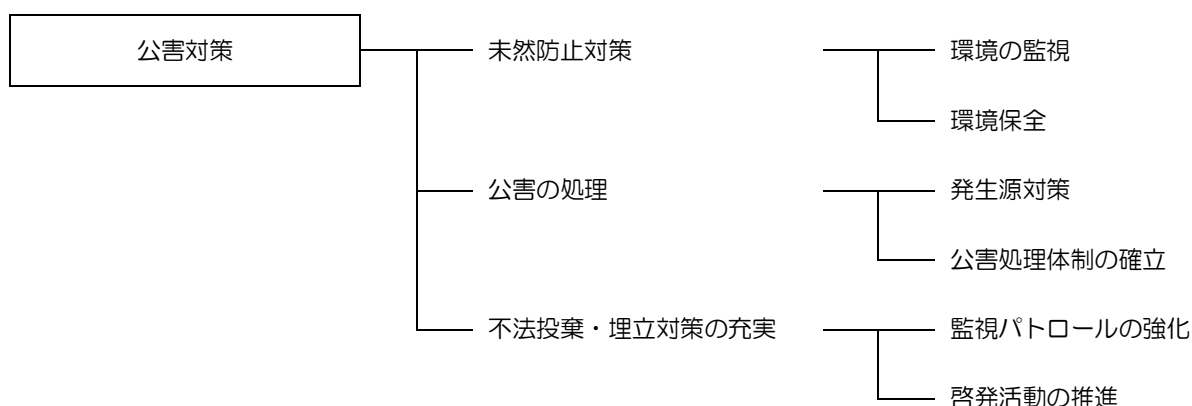 公害対策
未然防止対策
環境の監視
環境保全
公害の処理
発生源対策
公害処理体制の確立
不法投棄・埋立対策の充実
監視パトロールの強化
啓発活動の推進